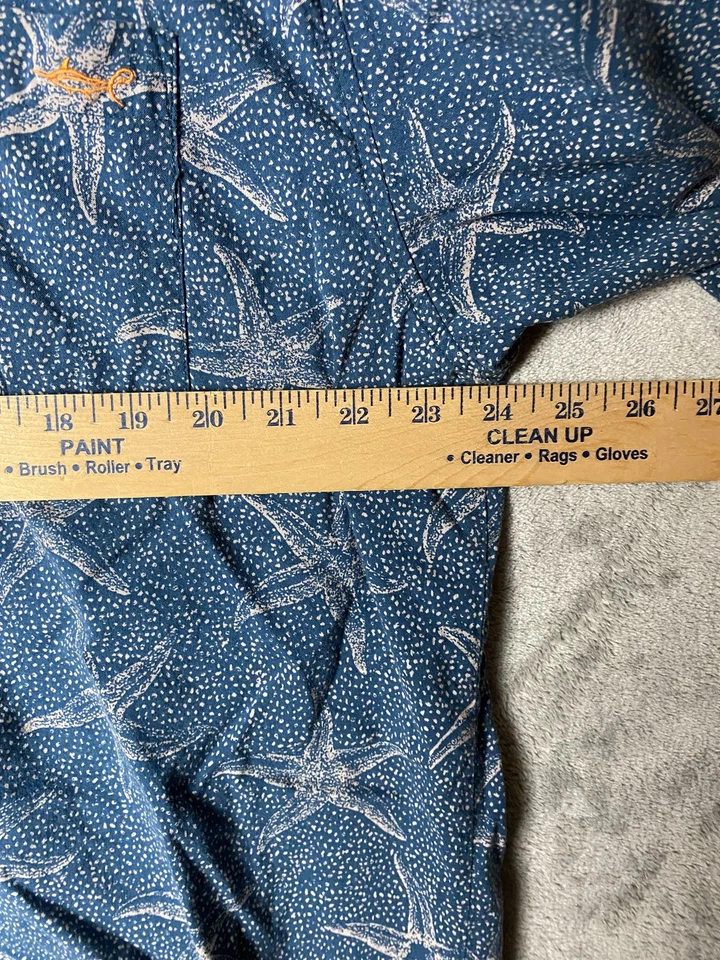 18 19 20 21 22 23 24 25 26 27
PAINT CLEAN UP
• Brush • Roller • Tray • Cleaner • Rags • Gloves